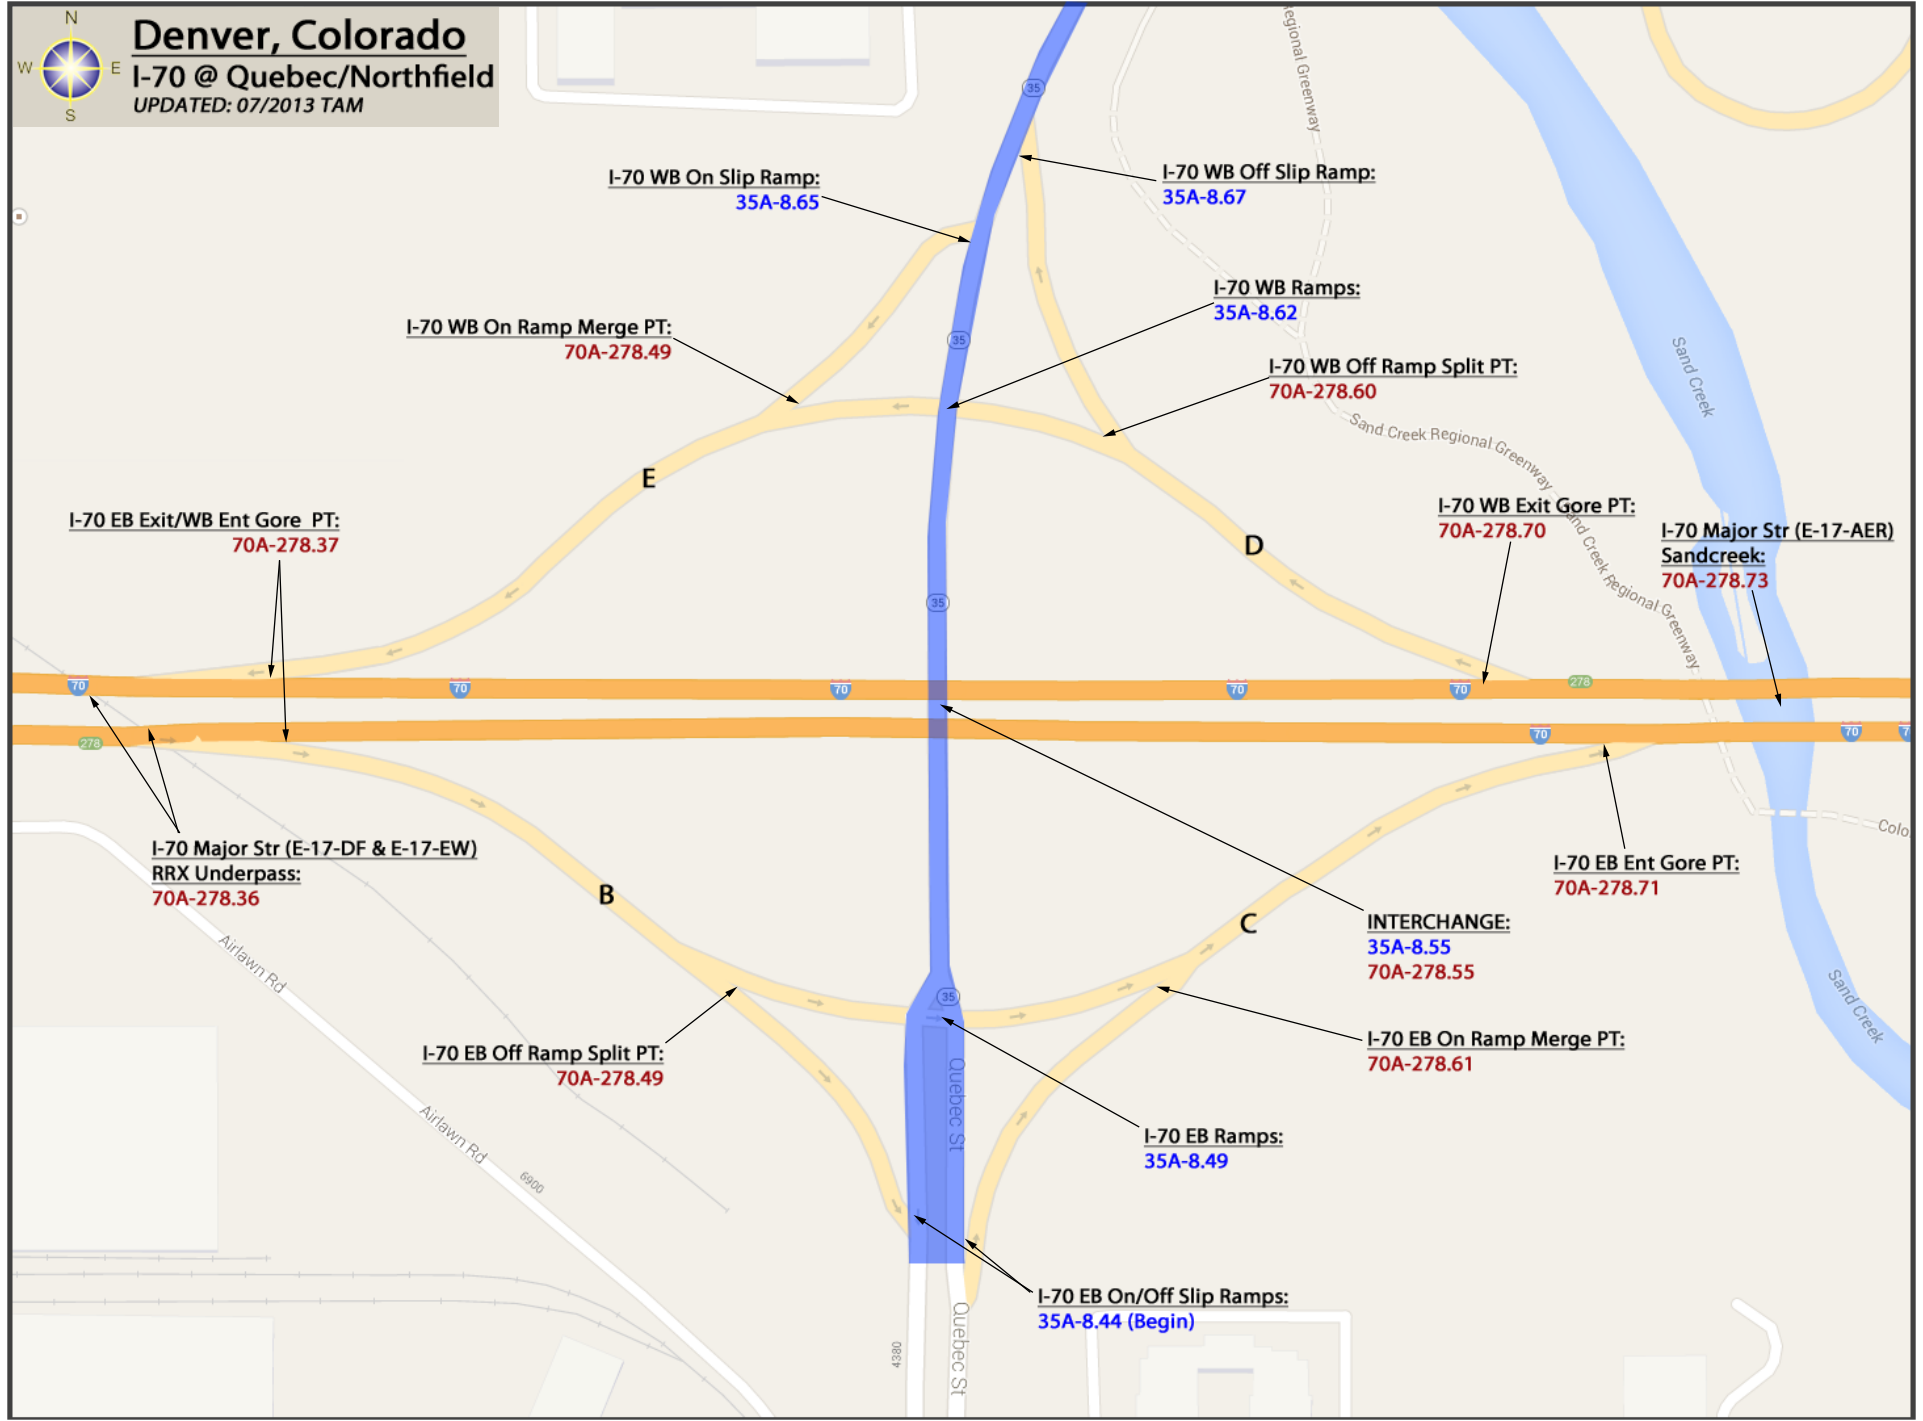 N
W E
S
Denver, Colorado
I-70 @ Quebec/Northfield
UPDATED: 07/2013 TAM
35
Regional Greenway
I-70 WB On Slip Ramp:
35A-8.65
I-70 WB Off Slip Ramp:
35A-8.67
I-70 WB Ramps:
35A-8.62
I-70 WB On Ramp Merge PT:
70A-278.49
35
I-70 WB Off Ramp Split PT:
70A-278.60
Sand Creek
Sand Creek Regional Greenway
E
I-70 EB Exit/WB Ent Gore PT:
70A-278.37
I-70 WB Exit Gore PT:
70A-278.70
I-70 Major Str (E-17-AER)
Sandcreek:
70A-278.73
D
Sand Creek Regional Greenway
35
70
70
70
70
70
278
278
70
70
7
I-70 Major Str (E-17-DF & E-17-EW)
RRX Underpass:
70A-278.36
Colo
I-70 EB Ent Gore PT:
70A-278.71
B
C
INTERCHANGE:
35A-8.55
70A-278.55
Airlawn Rd
35
Sand Creek
I-70 EB Off Ramp Split PT:
70A-278.49
I-70 EB On Ramp Merge PT:
70A-278.61
Quebec St
Airlawn Rd
6900
I-70 EB Ramps:
35A-8.49
I-70 EB On/Off Slip Ramps:
35A-8.44 (Begin)
4380
Quebec St